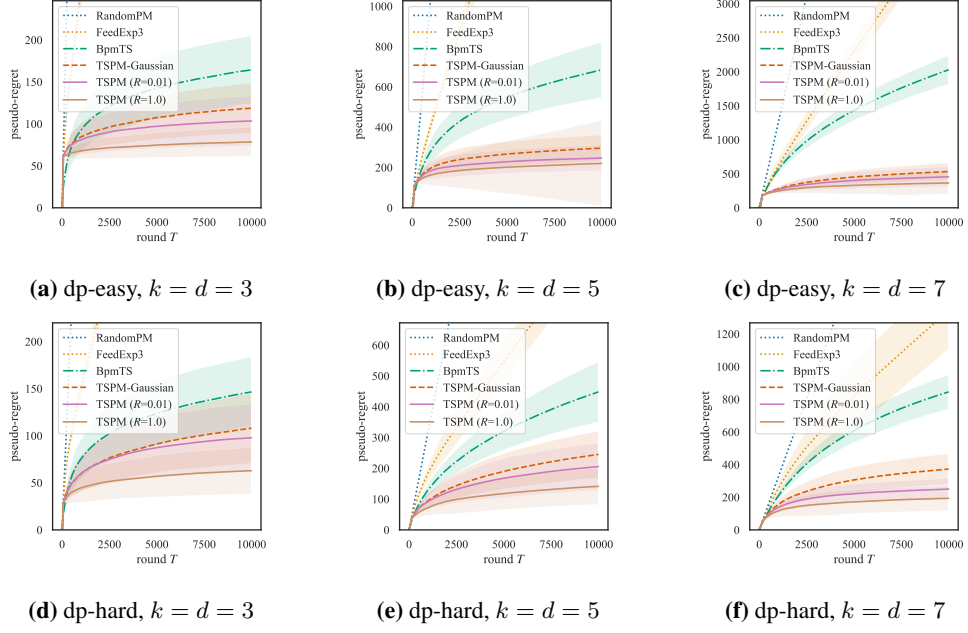 RandomPM
FeedExp3
BpmTS
TSPM-Gaussian
TSPM (R=0.01)
TSPM (R=1.0)
pseudo-regret
200
150
100
50
0
0 2500 5000 7500 10000
round T
(a) dp-easy, k = d = 3
RandomPM
FeedExp3
BpmTS
TSPM-Gaussian
TSPM (R=0.01)
TSPM (R=1.0)
pseudo-regret
1000
800
600
400
200
0
0 2500 5000 7500 10000
round T
(b) dp-easy, k = d = 5
RandomPM
FeedExp3
BpmTS
TSPM-Gaussian
TSPM (R=0.01)
TSPM (R=1.0)
pseudo-regret
3000
2500
2000
1500
1000
500
0
0 2500 5000 7500 10000
round T
(c) dp-easy, k = d = 7
RandomPM
FeedExp3
BpmTS
TSPM-Gaussian
TSPM (R=0.01)
TSPM (R=1.0)
pseudo-regret
200
150
100
50
0
0 2500 5000 7500 10000
round T
(d) dp-hard, k = d = 3
RandomPM
FeedExp3
BpmTS
TSPM-Gaussian
TSPM (R=0.01)
TSPM (R=1.0)
pseudo-regret
600
500
400
300
200
100
0
0 2500 5000 7500 10000
round T
(e) dp-hard, k = d = 5
RandomPM
FeedExp3
BpmTS
TSPM-Gaussian
TSPM (R=0.01)
TSPM (R=1.0)
pseudo-regret
1200
1000
800
600
400
200
0
0 2500 5000 7500 10000
round T
(f) dp-hard, k = d = 7